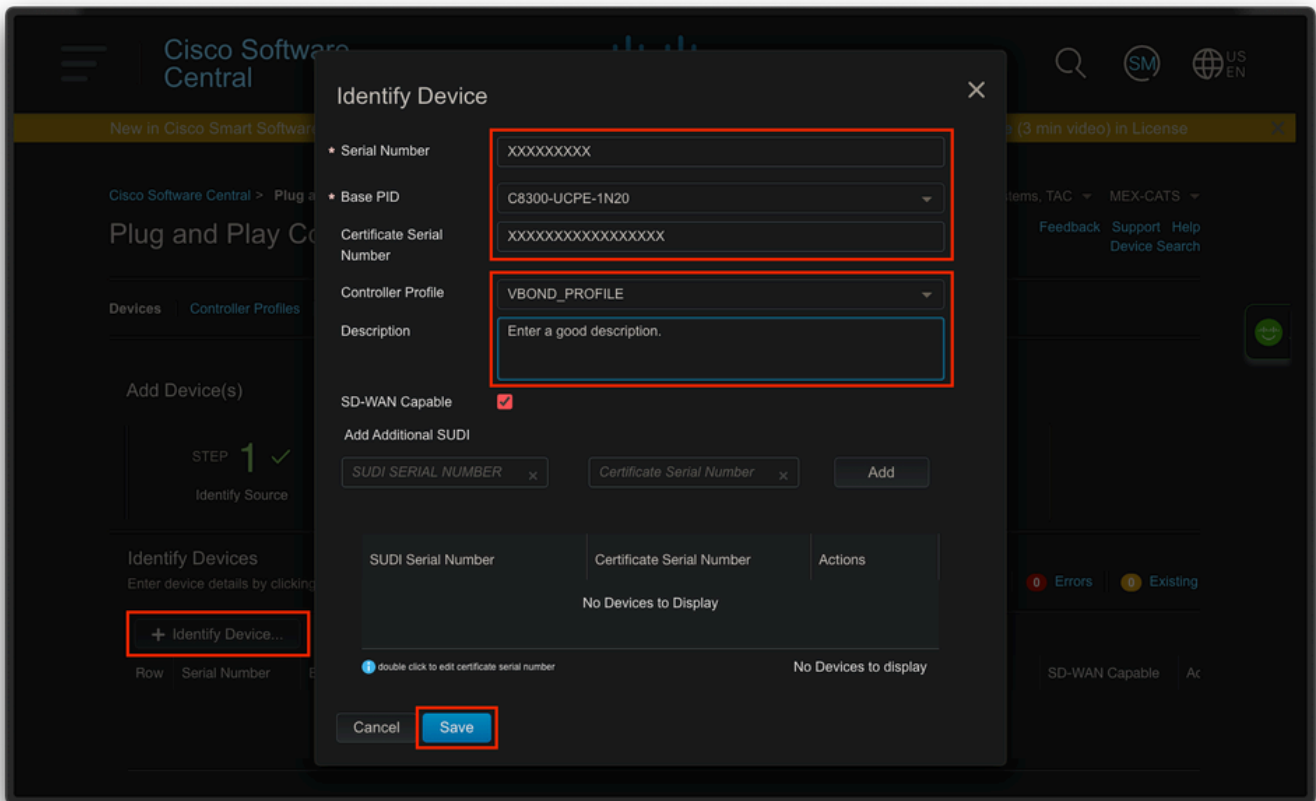 Cisco Software
Central
SM
US
EN
New in Cisco Smart Software
(3 min video) in License
Cisco Software Central > Plug a
tems, TAC
MEX-CATS
Plug and Play Co
Feedback Support Help
Device Search
Devices
Controller Profiles
Add Device(s)
STEP 1
Identify Source
Identify Devices
Enter device details by clicking
0 Errors
0 Existing
+ Identify Device...
Row
Serial Number
SD-WAN Capable
Identify Device
* Serial Number
XXXXXXXXX
* Base PID
C8300-UCPE-1N20
Certificate Serial
Number
XXXXXXXXXXXXXXXXX
Controller Profile
VBOND_PROFILE
Description
Enter a good description.
SD-WAN Capable
Add Additional SUDI
SUDI SERIAL NUMBER
Certificate Serial Number
Add
SUDI Serial Number
Certificate Serial Number
Actions
No Devices to Display
double click to edit certificate serial number
No Devices to display
Cancel
Save